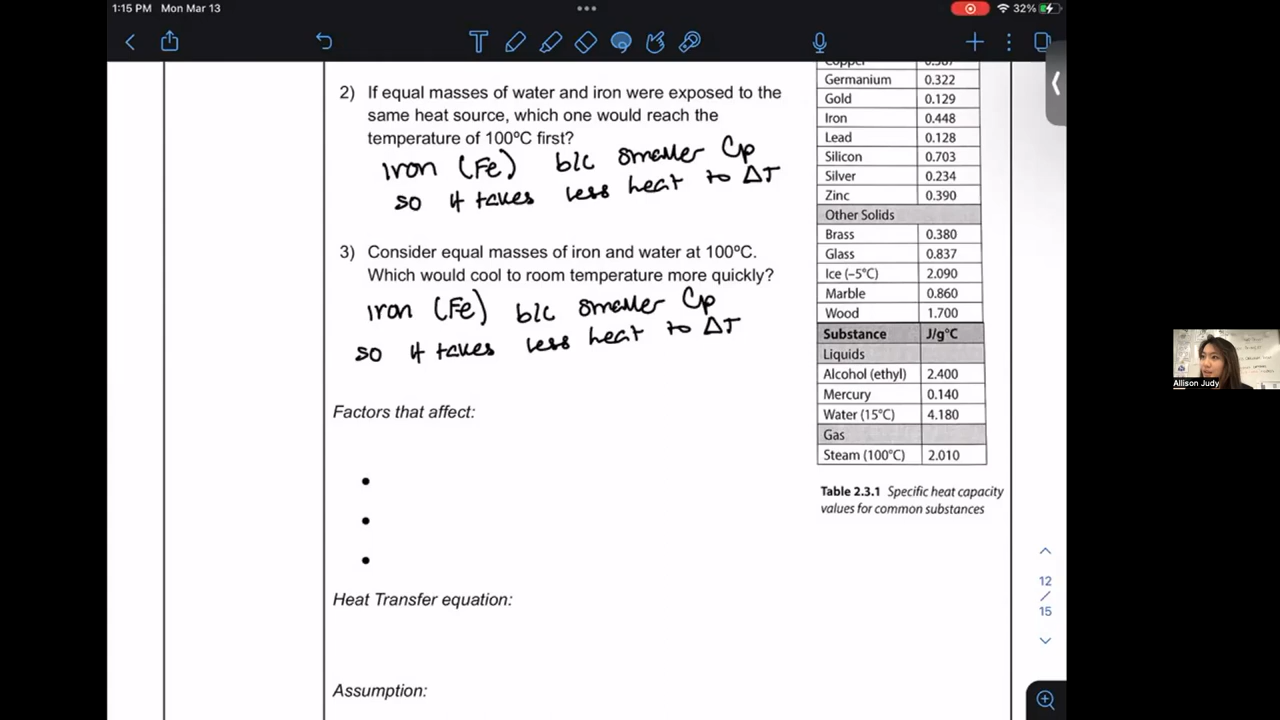 1:15 PM Mon Mar 13
32%
2) If equal masses of water and iron were exposed to the
same heat source, which one would reach the
temperature of 100ºC first?
iron (Fe) b/c smaller Cp
so it takes less heat to ΔT
3) Consider equal masses of iron and water at 100ºC.
Which would cool to room temperature more quickly?
iron (Fe) b/c smaller Cp
so it takes less heat to ΔT
Factors that affect:
•
•
•
Heat Transfer equation:
Assumption:
Copper
Germanium 0.322
Gold 0.129
Iron 0.448
Lead 0.128
Silicon 0.703
Silver 0.234
Zinc 0.390
Other Solids
Brass 0.380
Glass 0.837
Ice (–5°C) 2.090
Marble 0.860
Wood 1.700
Substance J/g°C
Liquids
Alcohol (ethyl) 2.400
Mercury 0.140
Water (15°C) 4.180
Gas
Steam (100°C) 2.010
Table 2.3.1 Specific heat capacity
values for common substances
12
/
15
Allison Judy